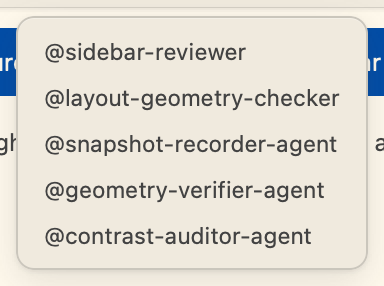 @sidebar-reviewer
@layout-geometry-checker
@snapshot-recorder-agent
@geometry-verifier-agent
@contrast-auditor-agent